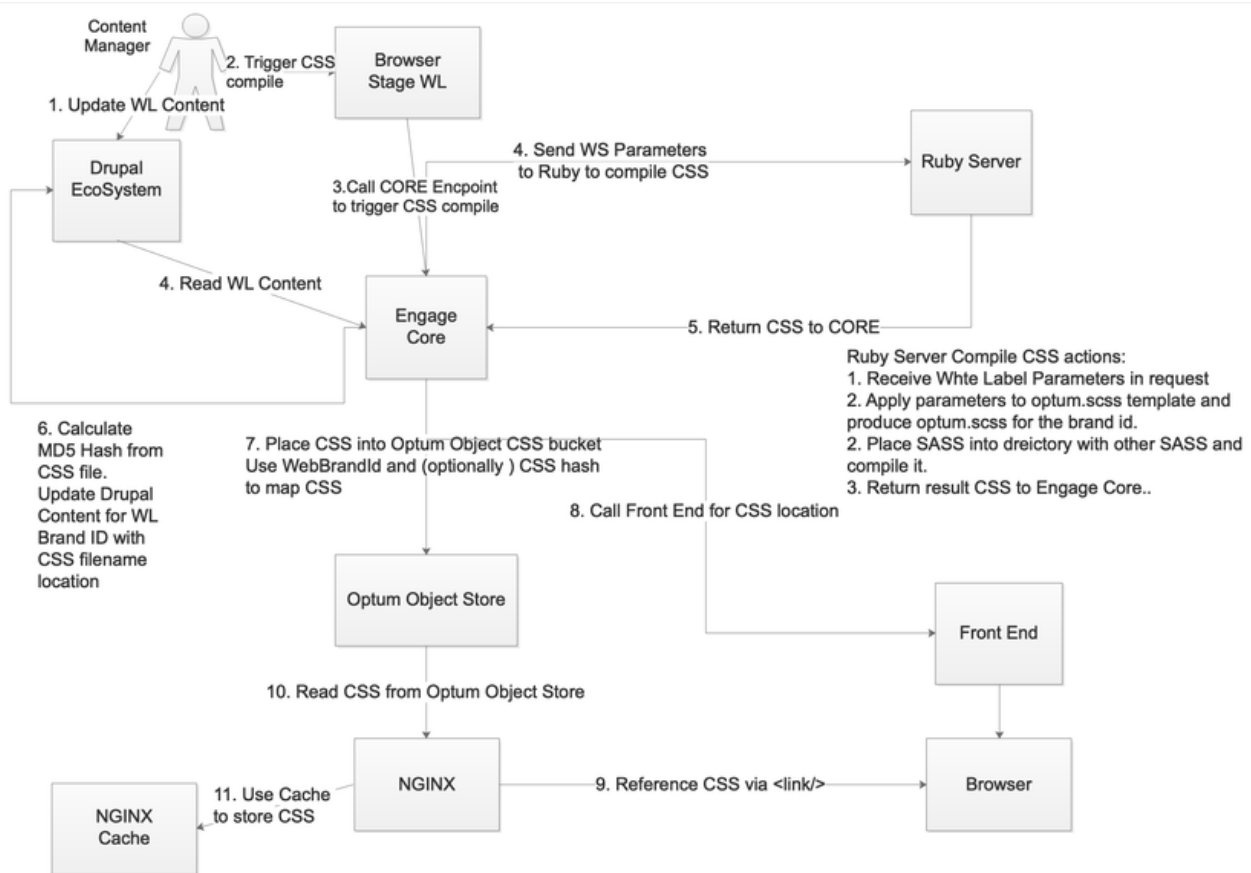 Content
Manager
2. Trigger CSS
compile
Browser
Stage WL
1. Update WL Content
Drupal
EcoSystem
4. Send WS Parameters
to Ruby to compile CSS
Ruby Server
3.Call CORE Encpoint
to trigger CSS compile
4. Read WL Content
Engage
Core
5. Return CSS to CORE
Ruby Server Compile CSS actions:
1. Receive Whte Label Parameters in request
2. Apply parameters to optum.scss template and
produce optum.scss for the brand id.
2. Place SASS into dreictory with other SASS and
compile it.
3. Return result CSS to Engage Core..
6. Calculate
MD5 Hash from
CSS file.
Update Drupal
Content for WL
Brand ID with
CSS filename
location
7. Place CSS into Optum Object CSS bucket
Use WebBrandId and (optionally ) CSS hash
to map CSS
8. Call Front End for CSS location
Optum Object Store
Front End
10. Read CSS from Optum Object Store
NGINX
9. Reference CSS via <link/>
Browser
11. Use Cache
to store CSS
NGINX
Cache